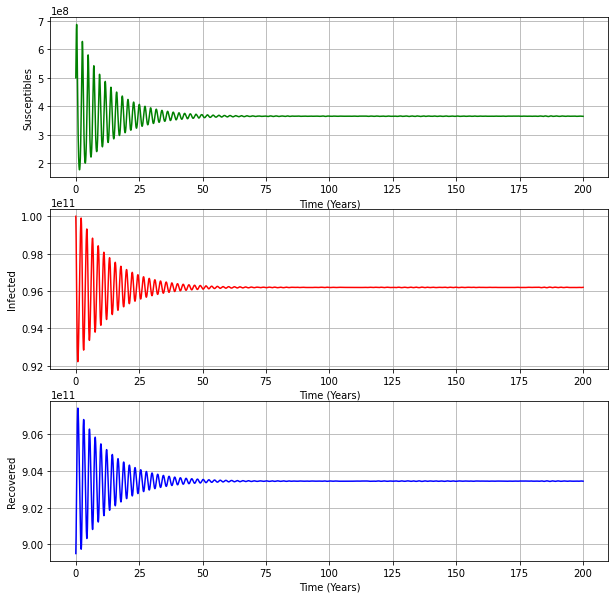 1e8
7
6
5
4
3
2
Susceptibles
0 25 50 75 100 125 150 175 200
Time (Years)
1e11
1.00
0.98
0.96
0.94
0.92
Infected
0 25 50 75 100 125 150 175 200
Time (Years)
1e11
9.06
9.04
9.02
9.00
Recovered
0 25 50 75 100 125 150 175 200
Time (Years)